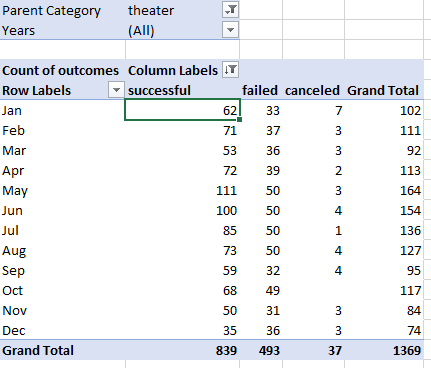 Parent Category theater
Years (All)
Count of outcomes Column Labels
Row Labels successful failed canceled Grand Total
Jan 62 33 7 102
Feb 71 37 3 111
Mar 53 36 3 92
Apr 72 39 2 113
May 111 50 3 164
Jun 100 50 4 154
Jul 85 50 1 136
Aug 73 50 4 127
Sep 59 32 4 95
Oct 68 49 117
Nov 50 31 3 84
Dec 35 36 3 74
Grand Total 839 493 37 1369